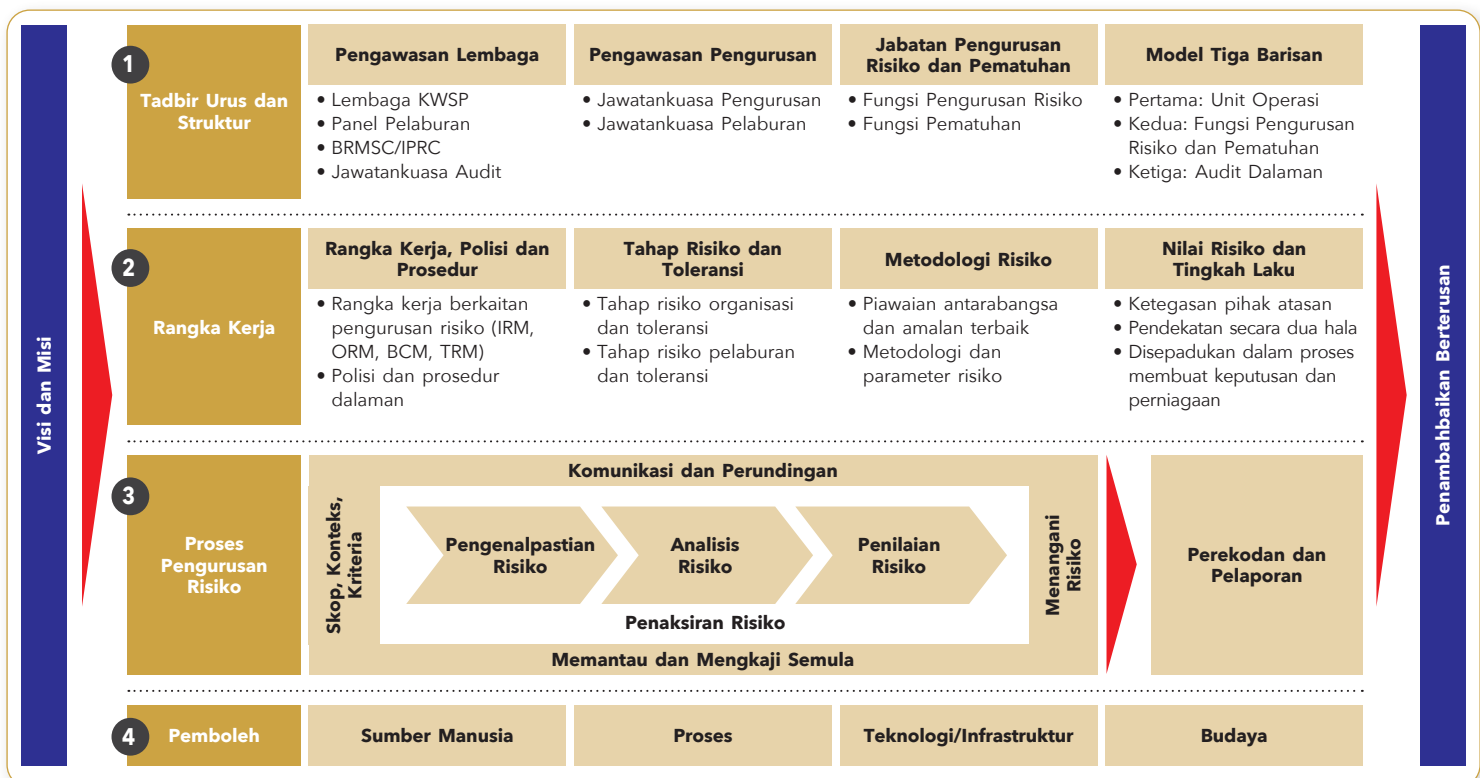 Visi dan Misi
1
Tadbir Urus dan
Struktur
Pengawasan Lembaga
• Lembaga KWSP
• Panel Pelaburan
• BRMSC/IPRC
• Jawatankuasa Audit
Pengawasan Pengurusan
• Jawatankuasa Pengurusan
• Jawatankuasa Pelaburan
Jabatan Pengurusan
Risiko dan Pematuhan
• Fungsi Pengurusan Risiko
• Fungsi Pematuhan
Model Tiga Barisan
• Pertama: Unit Operasi
• Kedua: Fungsi Pengurusan
Risiko dan Pematuhan
• Ketiga: Audit Dalaman
2
Rangka Kerja
Rangka Kerja, Polisi dan
Prosedur
• Rangka kerja berkaitan
pengurusan risiko (IRM,
ORM, BCM, TRM)
• Polisi dan prosedur
dalaman
Tahap Risiko dan
Toleransi
• Tahap risiko organisasi
dan toleransi
• Tahap risiko pelaburan
dan toleransi
Metodologi Risiko
• Piawaian antarabangsa
dan amalan terbaik
• Metodologi dan
parameter risiko
Nilai Risiko dan
Tingkah Laku
• Ketegasan pihak atasan
• Pendekatan secara dua hala
• Disepadukan dalam proses
membuat keputusan dan
perniagaan
3
Proses
Pengurusan
Risiko
Komunikasi dan Perundingan
Skop, Konteks,
Kriteria
Pengenalpastian
Risiko
Analisis
Risiko
Penilaian
Risiko
Penaksiran Risiko
Menangani
Risiko
Memantau dan Mengkaji Semula
Perekodan dan
Pelaporan
4
Pemboleh
Sumber Manusia
Proses
Teknologi/Infrastruktur
Budaya
Penambahbaikan Berterusan